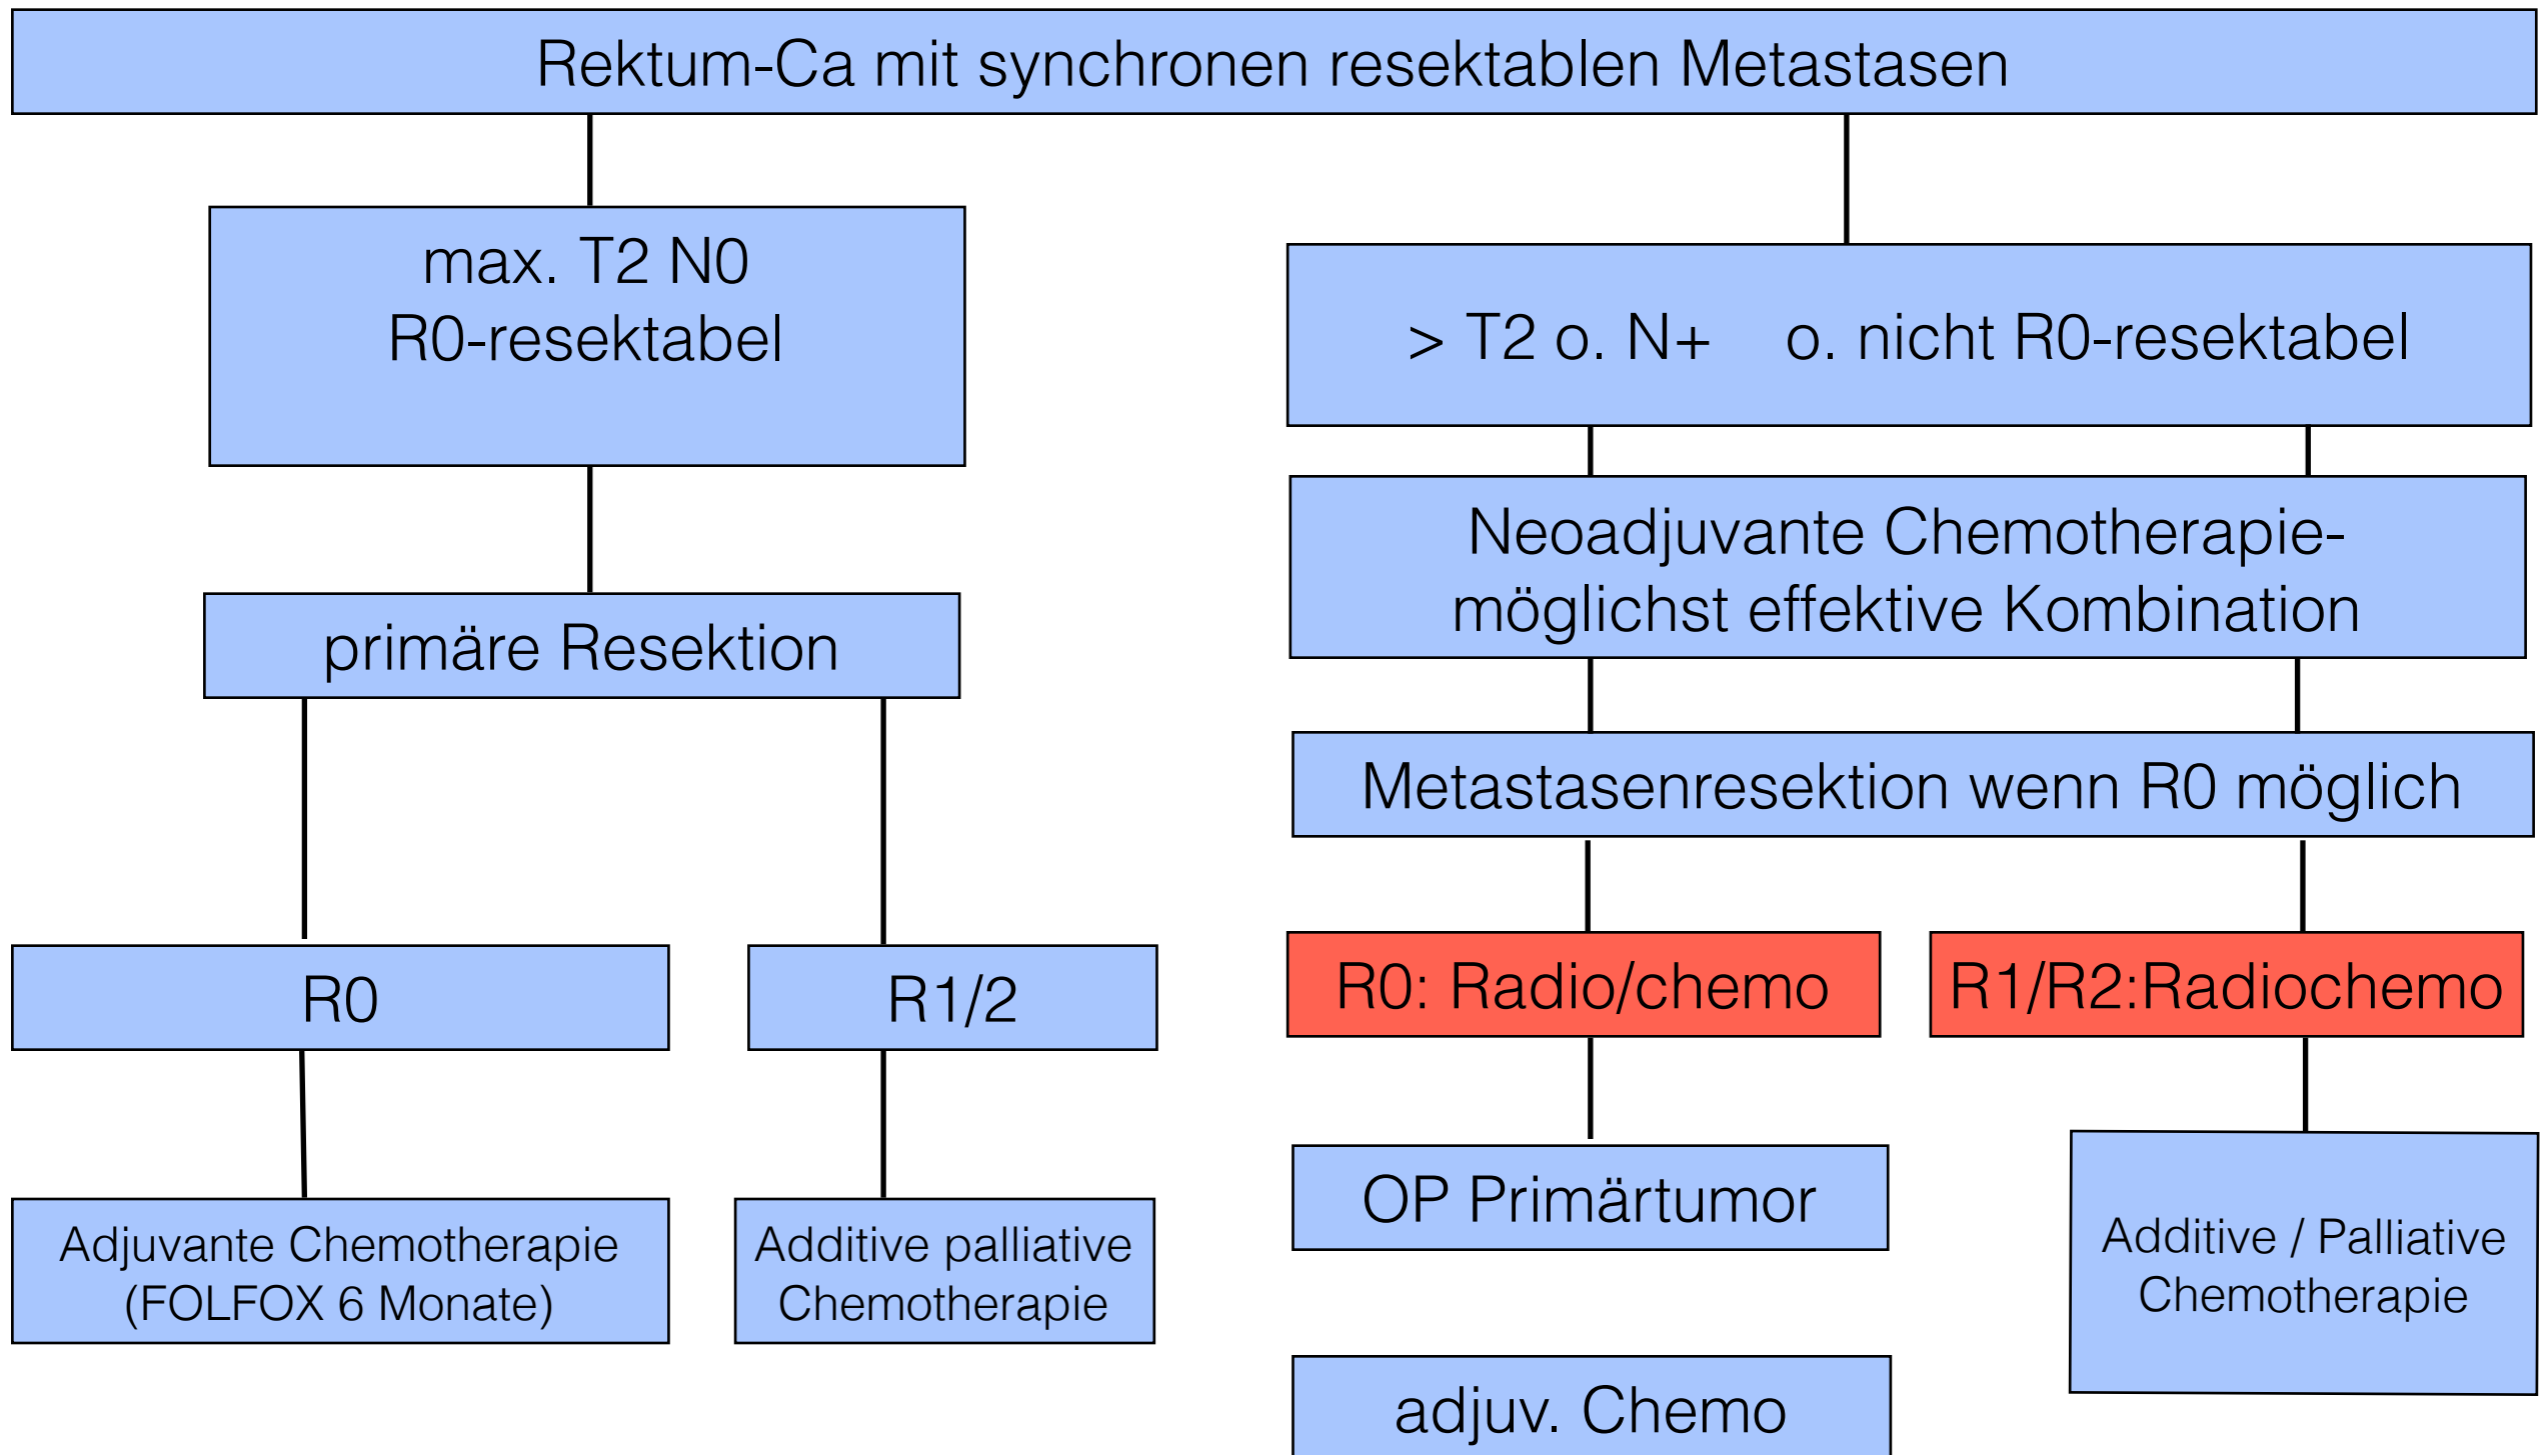 Rektum-Ca mit synchronen resektablen Metastasen
max. T2 N0
R0-resektabel
> T2 o. N+ o. nicht R0-resektabel
Neoadjuvante Chemotherapie-
möglichst effektive Kombination
primäre Resektion
Metastasenresektion wenn R0 möglich
R0
R1/2
R0: Radio/chemo
R1/R2:Radiochemo
Adjuvante Chemotherapie
(FOLFOX 6 Monate)
Additive palliative
Chemotherapie
OP Primärtumor
Additive / Palliative
Chemotherapie
adjuv. Chemo